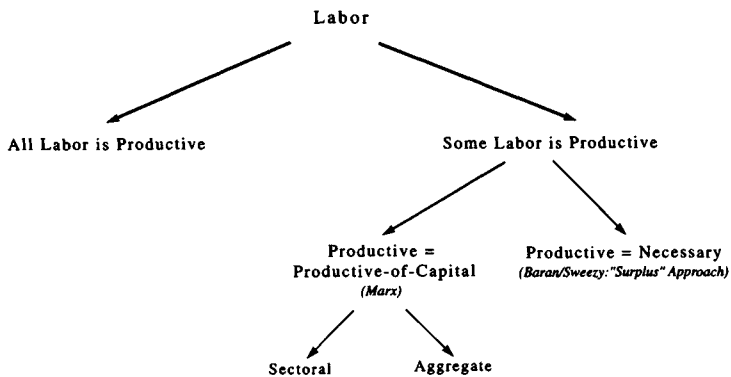 Labor
All Labor is Productive
Some Labor is Productive
Productive =
Productive-of-Capital
(Marx)
Productive = Necessary
(Baran/Sweezy:"Surplus" Approach)
Sectoral
Aggregate